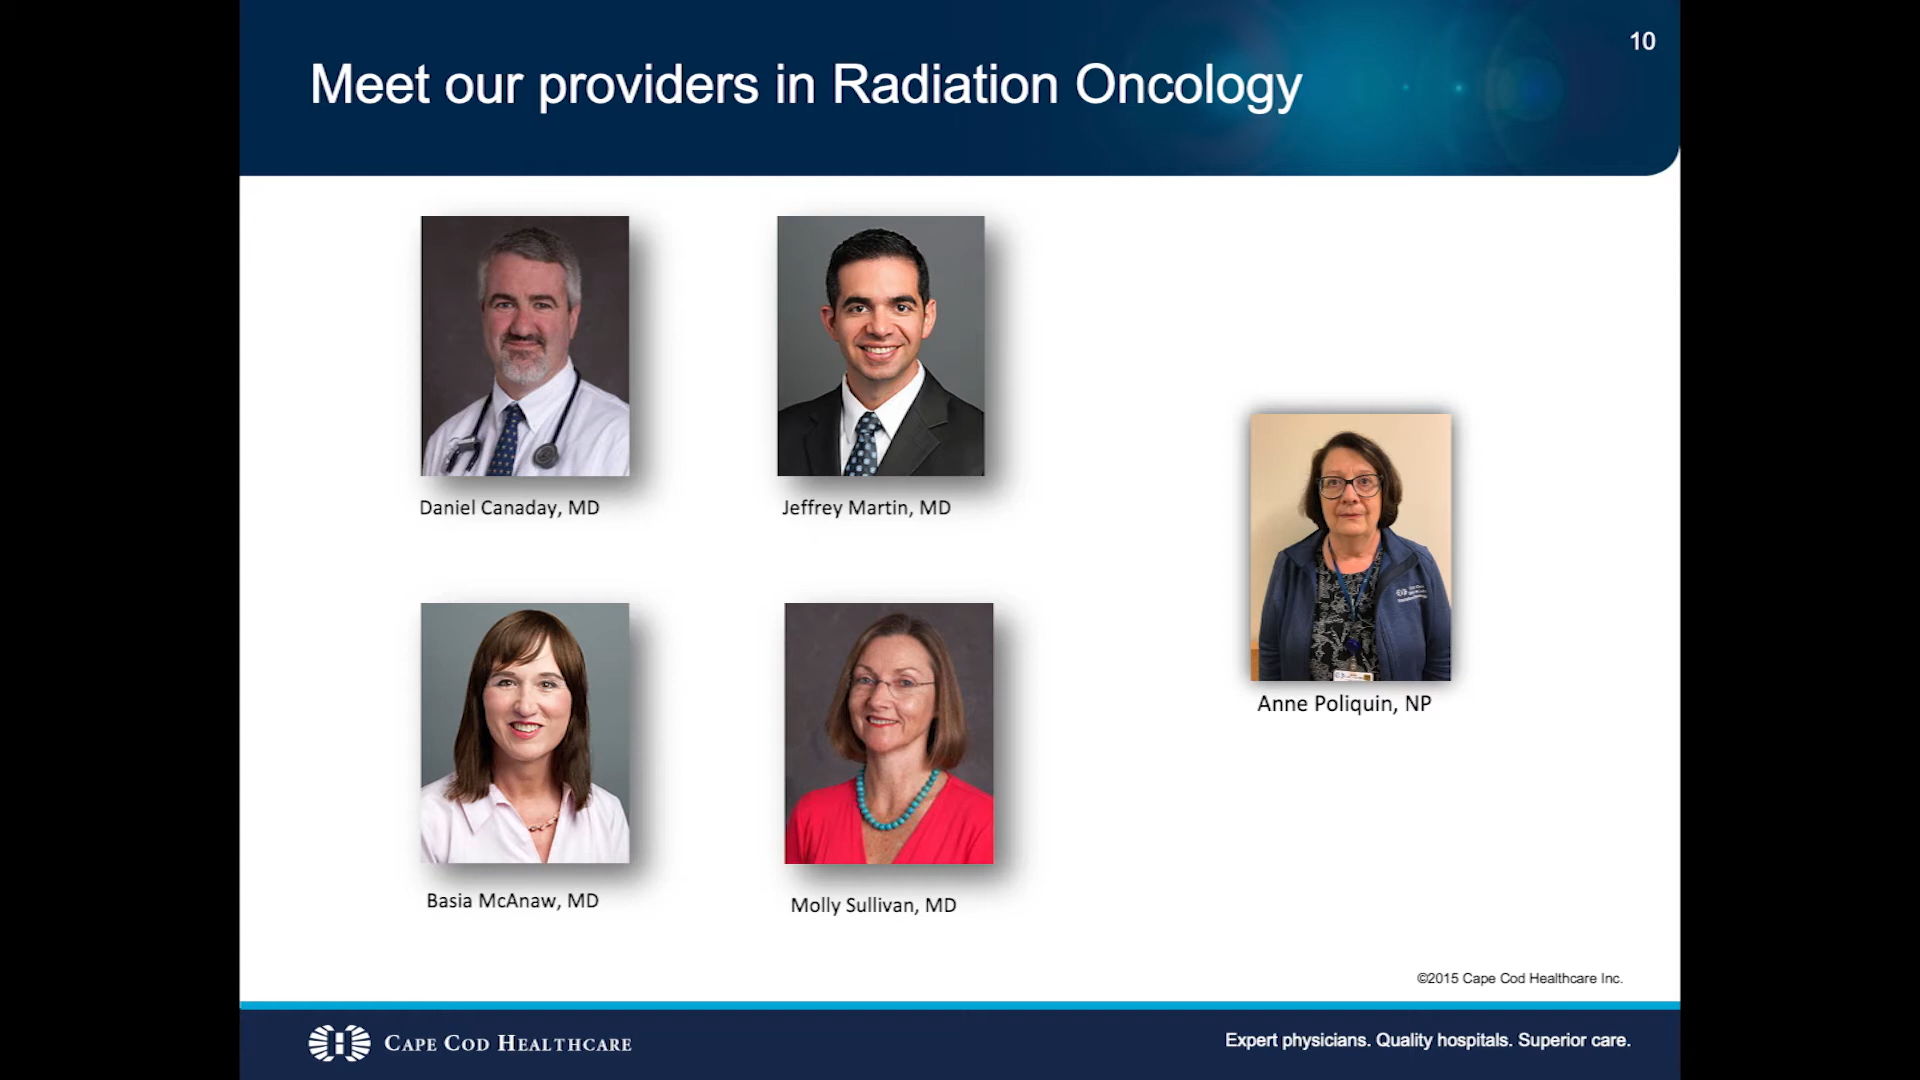 10
Meet our providers in Radiation Oncology
Daniel Canaday, MD
Jeffrey Martin, MD
Anne Poliquin, NP
Basia McAnaw, MD
Molly Sullivan, MD
©2015 Cape Cod Healthcare Inc.
CAPE COD HEALTHCARE
Expert physicians. Quality hospitals. Superior care.